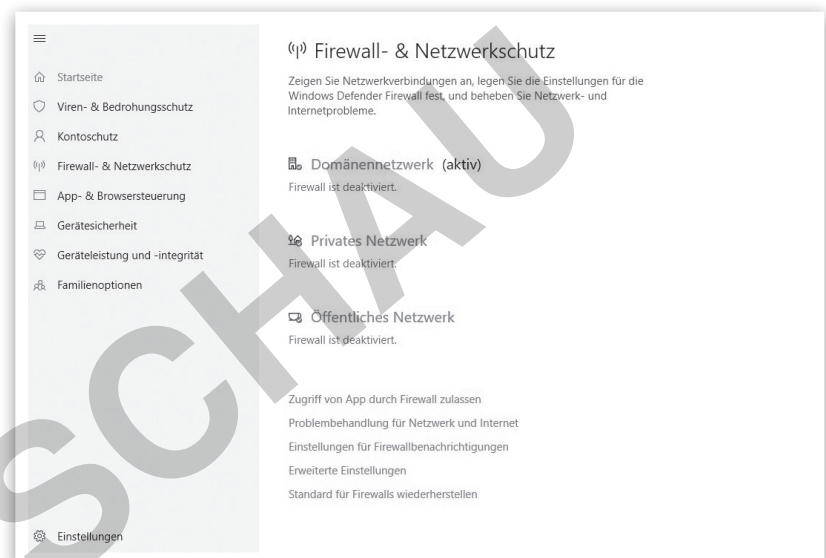 Startseite
Viren- & Bedrohungsschutz
Kontoschutz
Firewall- & Netzwerkschutz
App- & Browsersteuerung
Gerätesicherheit
Geräteleistung und -integrität
Familienoptionen
Einstellungen
Firewall- & Netzwerkschutz
Zeigen Sie Netzwerkverbindungen an, legen Sie die Einstellungen für die
Windows Defender Firewall fest, und beheben Sie Netzwerk- und
Internetprobleme.
Domänennetzwerk (aktiv)
Firewall ist deaktiviert.
Privates Netzwerk
Firewall ist deaktiviert.
Öffentliches Netzwerk
Firewall ist deaktiviert.
Zugriff von App durch Firewall zulassen
Problembehandlung für Netzwerk und Internet
Einstellungen für Firewallbenachrichtigungen
Erweiterte Einstellungen
Standard für Firewalls wiederherstellen
SCHAU